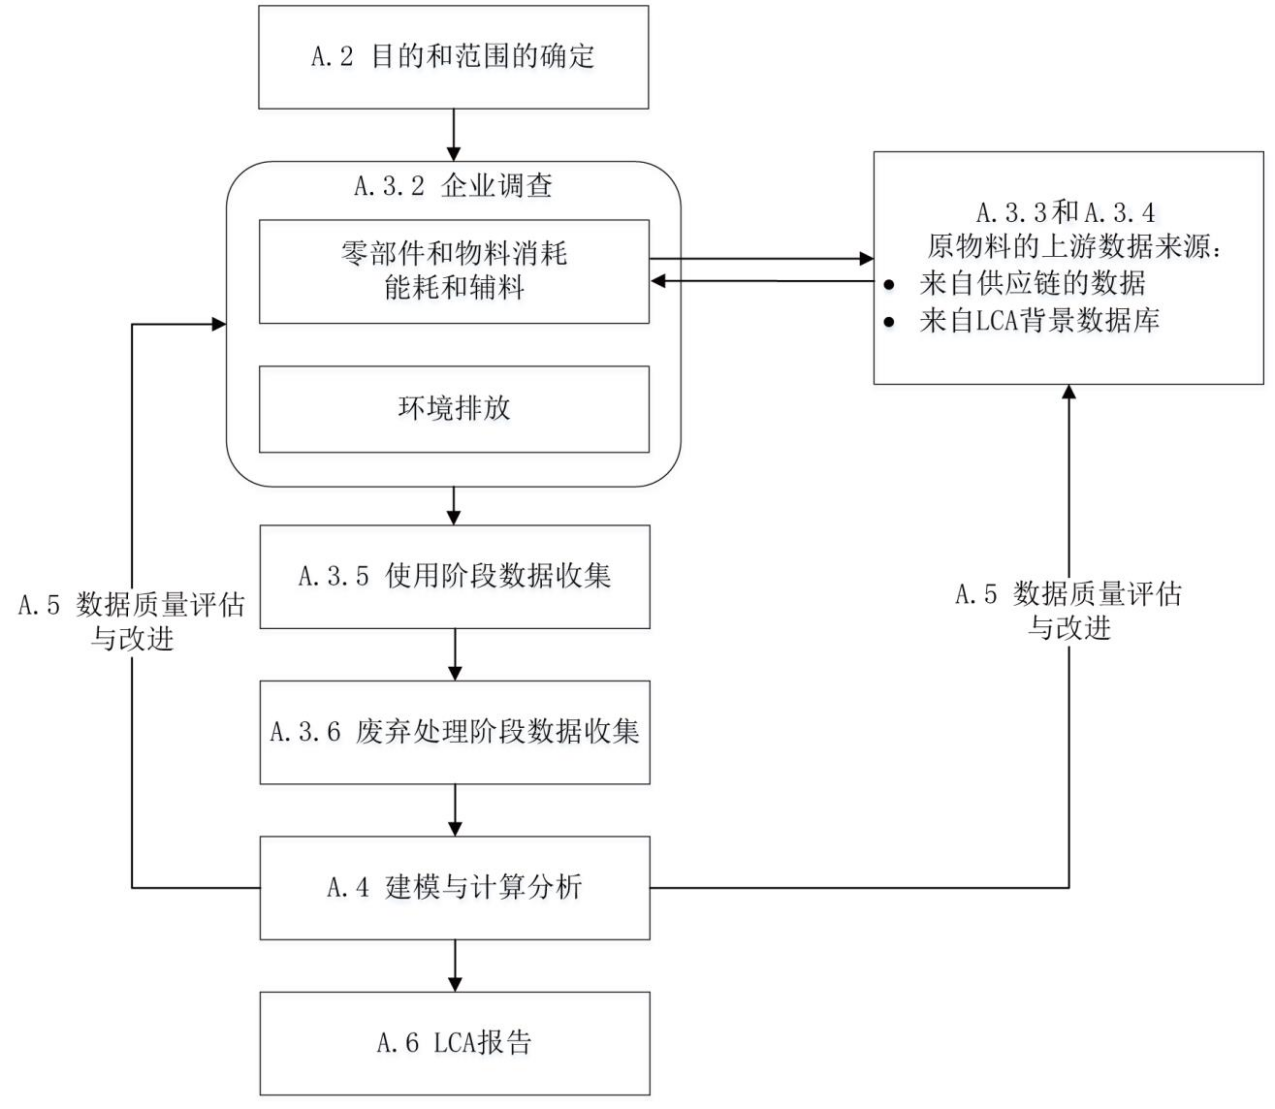 A.2 目的和范围的确定
A.3.2 企业调查
零部件和物料消耗
能耗和辅料
环境排放
A.3.3和A.3.4
原物料的上游数据来源:
● 来自供应链的数据
● 来自LCA背景数据库
A.3.5 使用阶段数据收集
A.5 数据质量评估
与改进
A.5 数据质量评估
与改进
A.3.6 废弃处理阶段数据收集
A.4 建模与计算分析
A.6 LCA报告